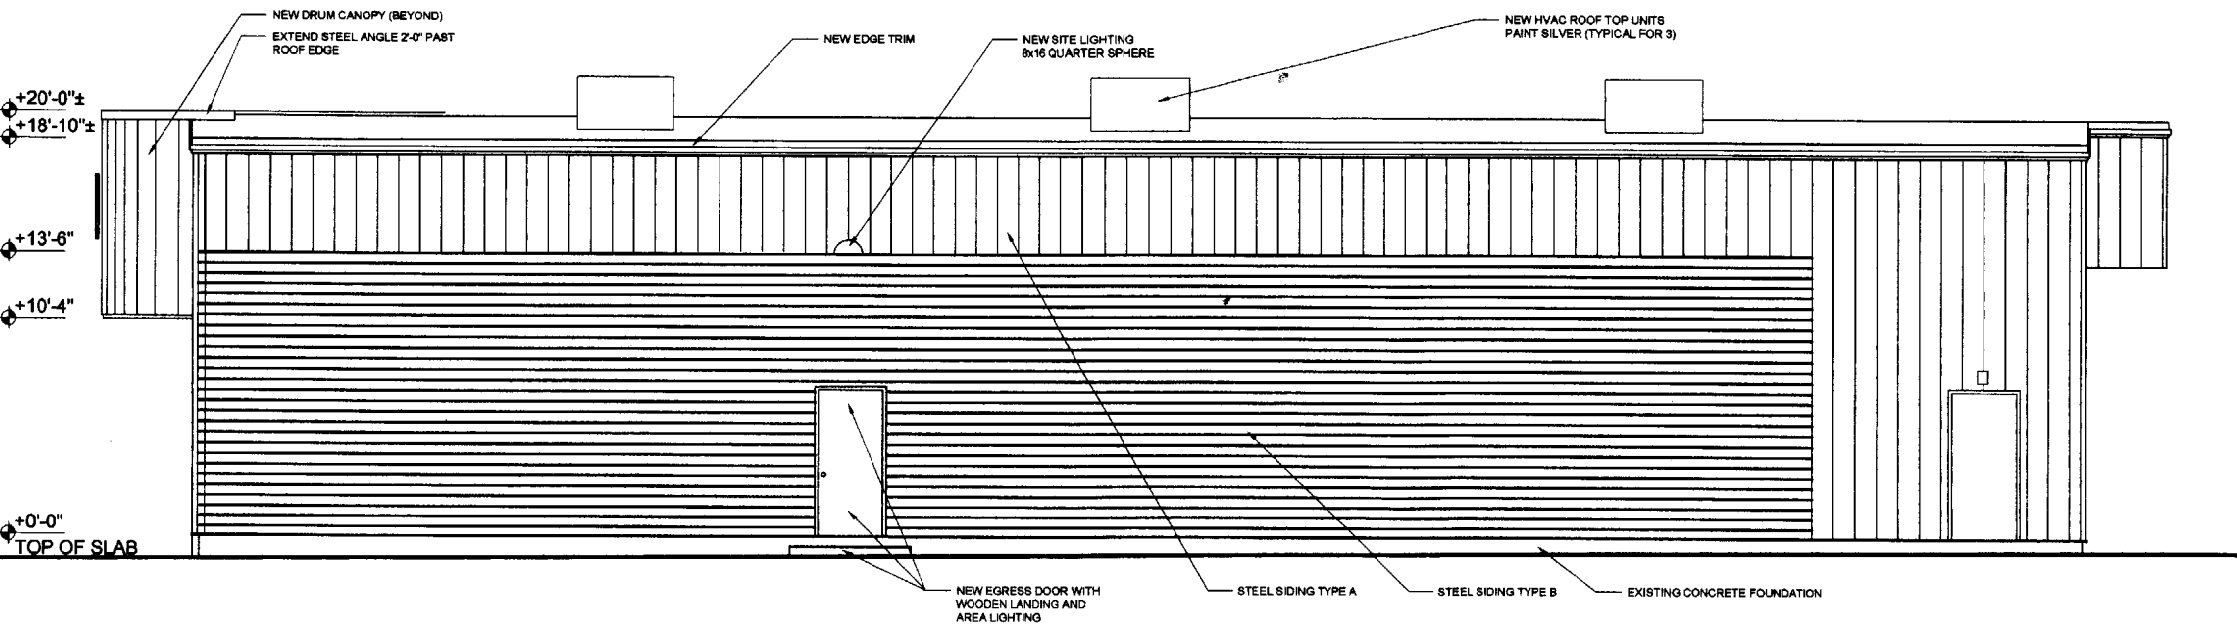 NEW DRUM CANOPY (BEYOND)
EXTEND STEEL ANGLE 2'-0" PAST
ROOF EDGE
NEW EDGE TRIM
NEW SITE LIGHTING
8x16 QUARTER SPHERE
NEW HVAC ROOF TOP UNITS
PAINT SILVER (TYPICAL FOR 3)
+20'-0"±
+18'-10"±
+13'-6"
+10'-4"
+0'-0"
TOP OF SLAB
NEW EGRESS DOOR WITH
WOODEN LANDING AND
AREA LIGHTING
STEEL SIDING TYPE A
STEEL SIDING TYPE B
EXISTING CONCRETE FOUNDATION